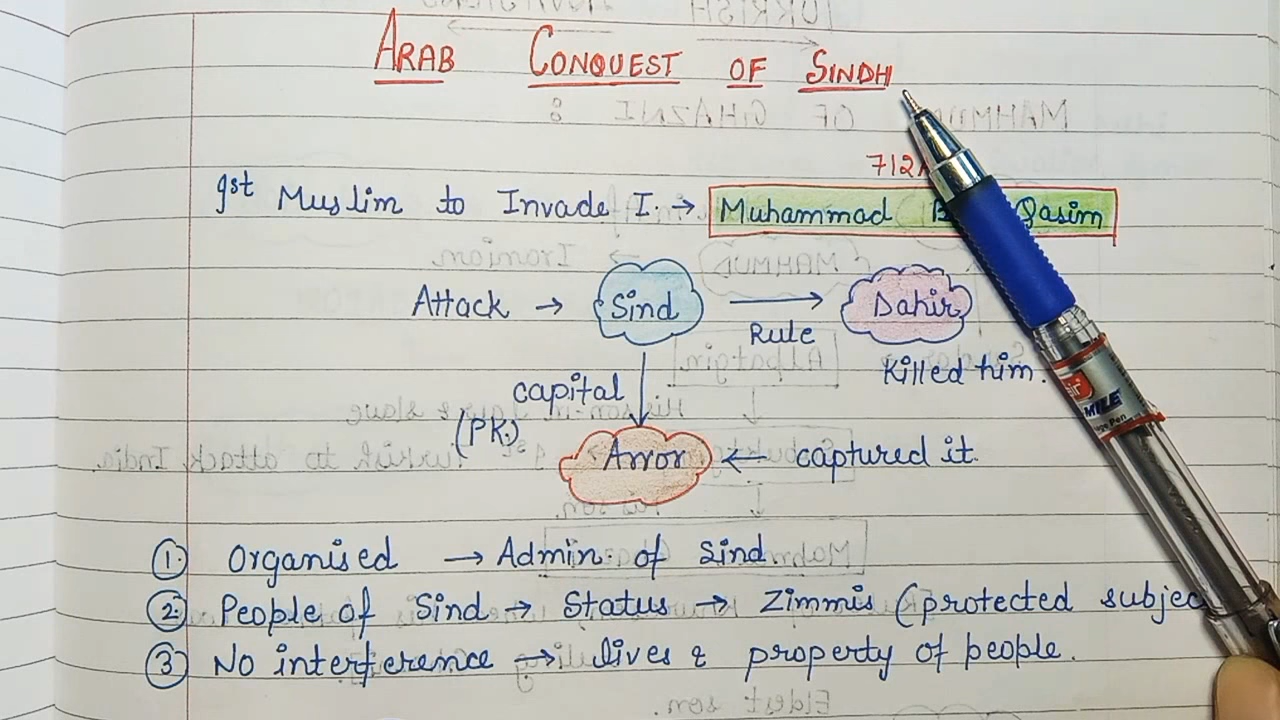 ARAB CONQUEST OF SINDH
712
1st Muslim to Invade I. → Muhammad B Qasim
Attack → Sind → Dahir
Rule
Killed him.
capital
(PK.)
Arror ← captured it.
1. Organised → Admin. of Sind
2. People of Sind → Status → Zimmis (protected subjec
3. No interference → lives & property of people.
MILE